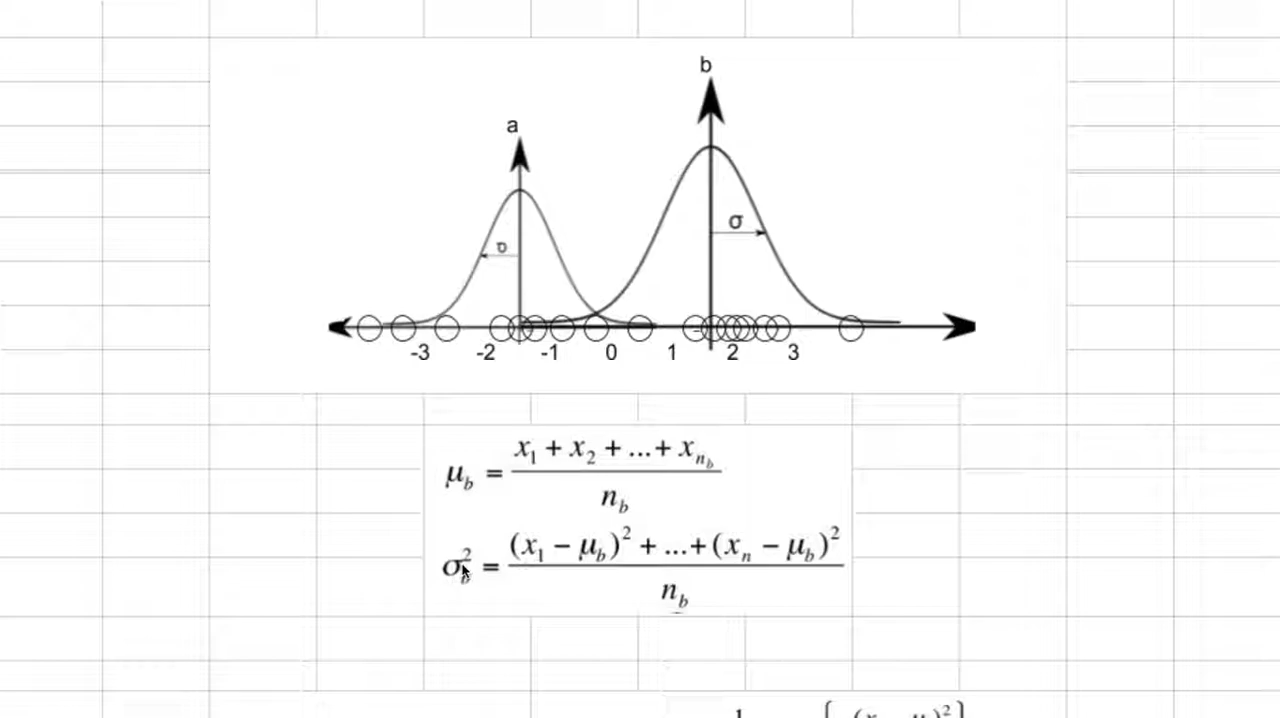 b
a
σ
σ
-3 -2 -1 0 1 2 3
μ_b = (x_1 + x_2 + ...+ x_{n_b}) / n_b
σ_b^2 = ((x_1 − μ_b)^2 + ...+ (x_n − μ_b)^2) / n_b
1